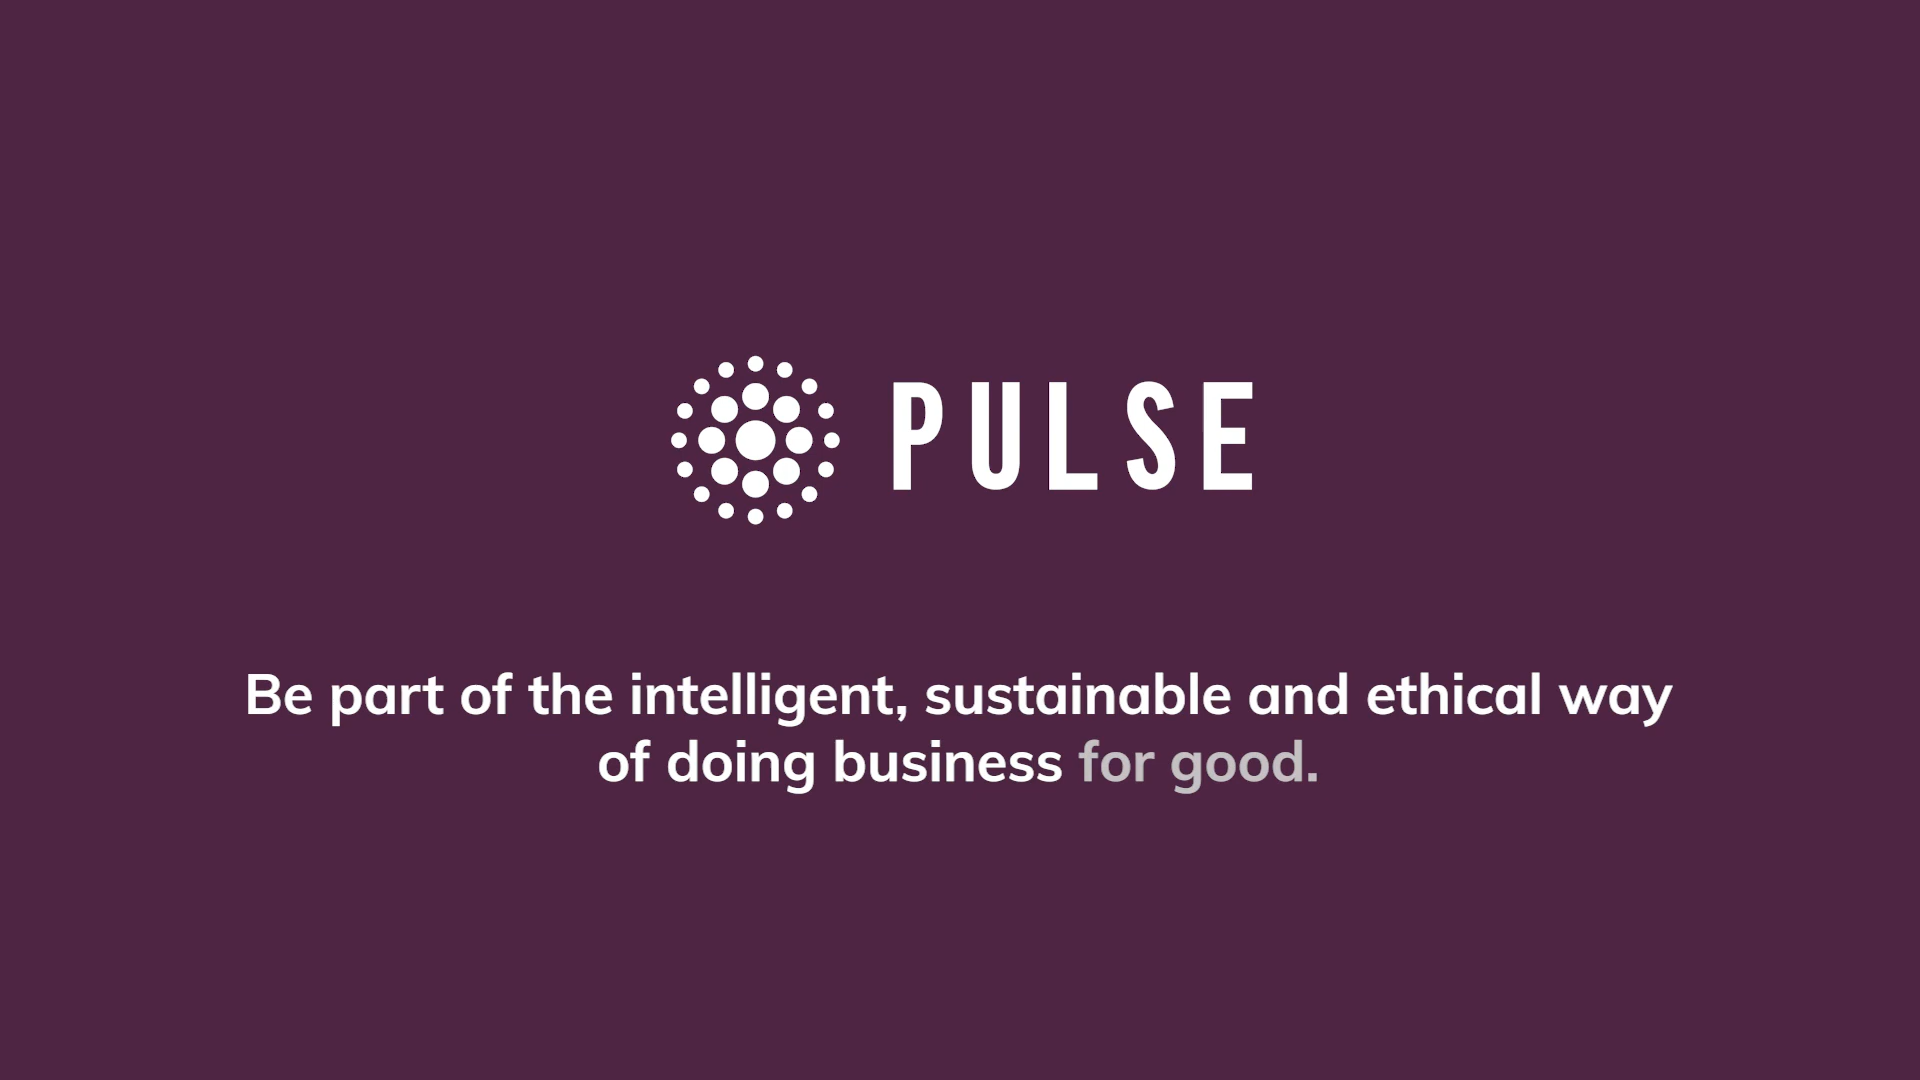 PULSE
Be part of the intelligent, sustainable and ethical way
of doing business for good.